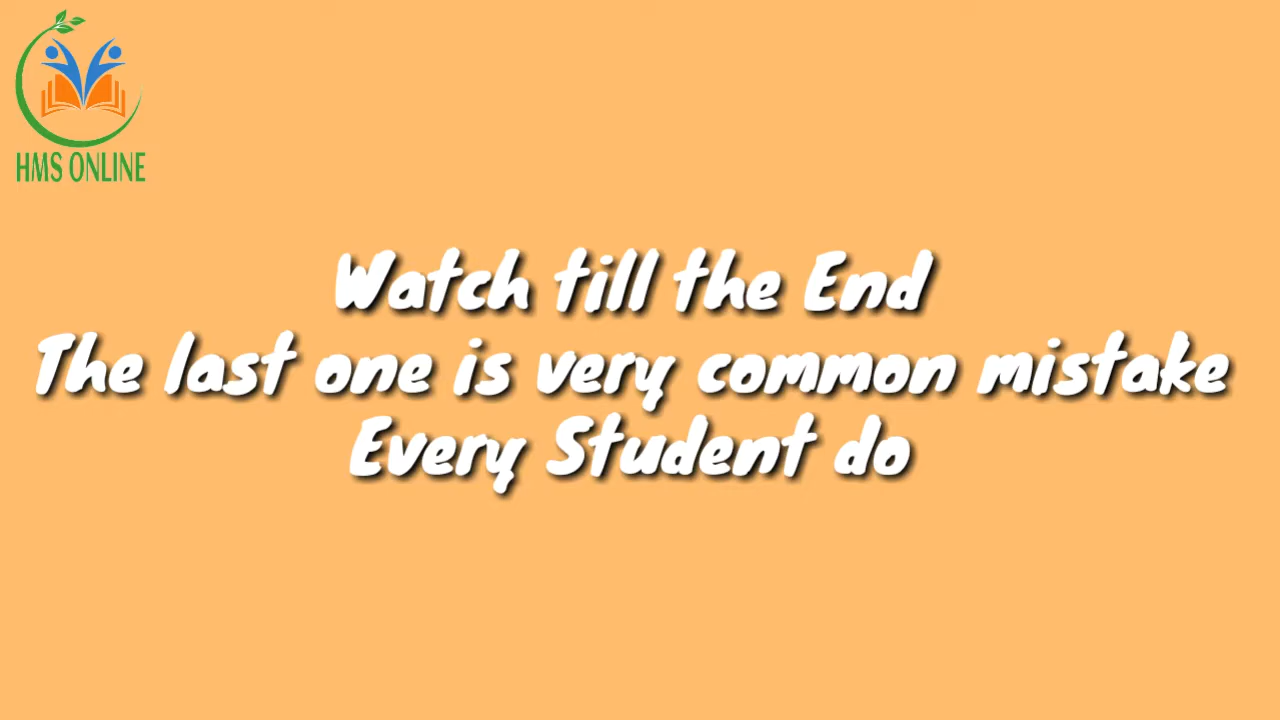 HMS ONLINE
Watch till the End
The last one is very common mistake
Every Student do